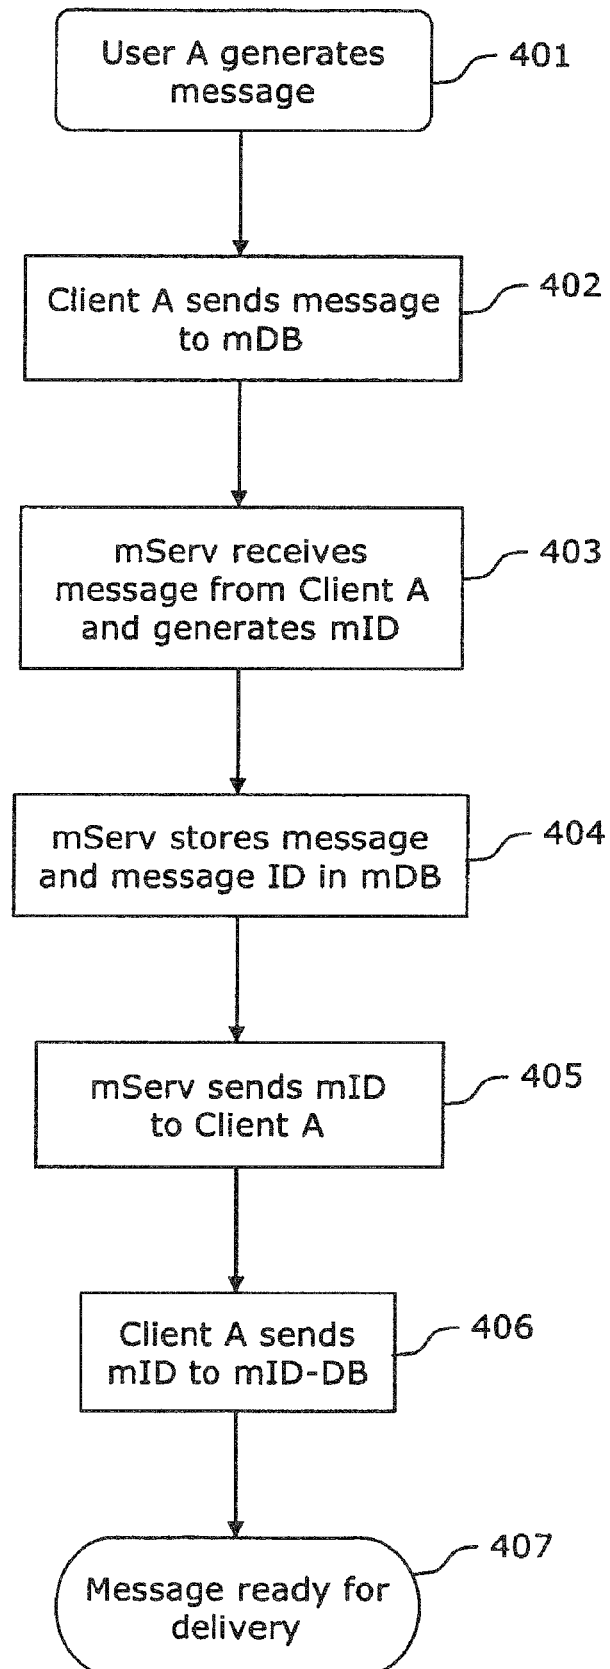 User A generates
message
401
Client A sends message
to mDB
402
mServ receives
message from Client A
and generates mID
403
mServ stores message
and message ID in mDB
404
mServ sends mID
to Client A
405
Client A sends
mID to mID-DB
406
Message ready for
delivery
407